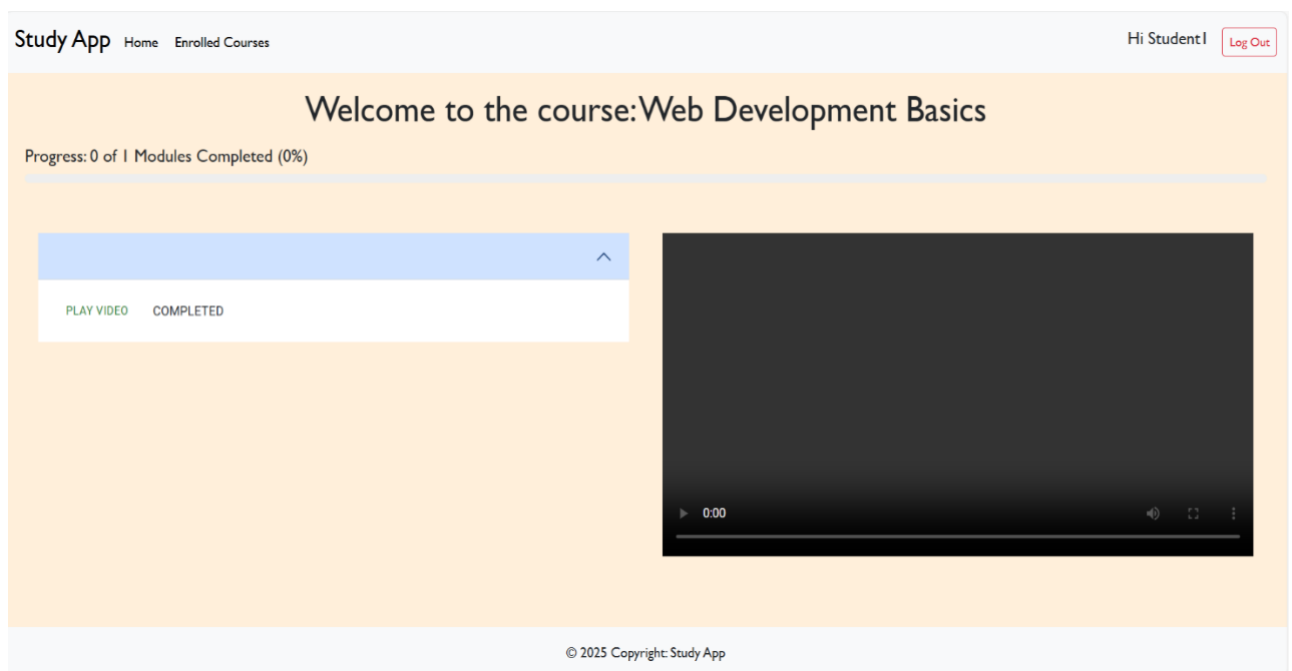 Study App Home Enrolled Courses Hi Student1 Log Out
Welcome to the course:Web Development Basics
Progress: 0 of 1 Modules Completed (0%)
PLAY VIDEO COMPLETED
0:00
© 2025 Copyright: Study App